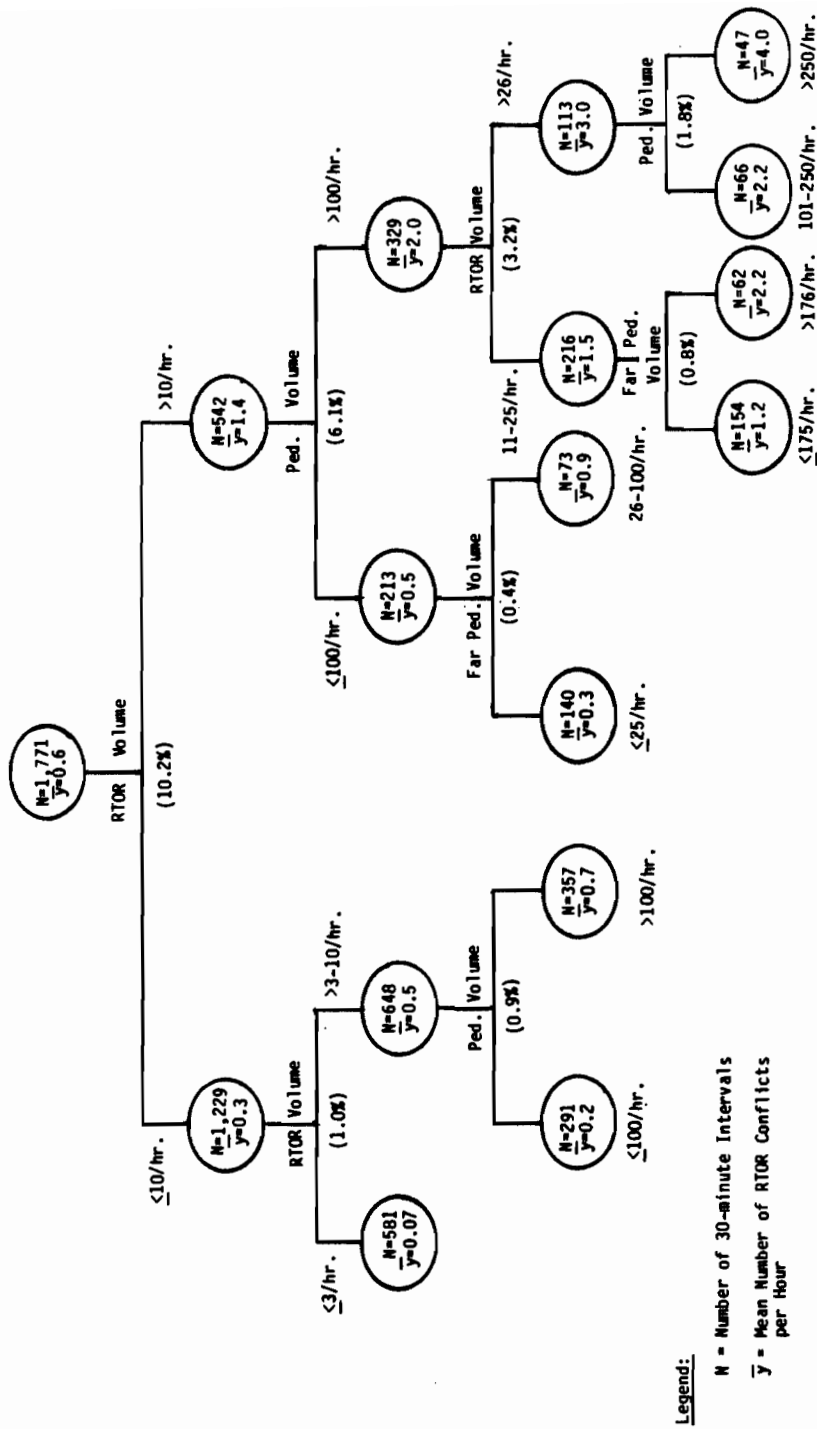 N=1,771
y=0.6
RTOR Volume
(10.2%)
<10/hr.
>10/hr.
N=1,229
y=0.3
N=542
y=1.4
RTOR Volume
(1.0%)
Ped. Volume
(6.1%)
<3/hr.
>3-10/hr.
<100/hr.
>100/hr.
N=581
y=0.07
N=648
y=0.5
N=213
y=0.5
N=329
y=2.0
Ped. Volume
(0.9%)
Far Ped. Volume
(0.4%)
RTOR Volume
(3.2%)
11-25/hr.
>26/hr.
N=291
y=0.2
N=357
y=0.7
N=140
y=0.3
N=73
y=0.9
N=216
y=1.5
N=113
y=3.0
<100/hr.
>100/hr.
<25/hr.
26-100/hr.
Far Ped.
Volume
(0.8%)
Ped. Volume
(1.8%)
N=154
y=1.2
N=62
y=2.2
N=66
y=2.2
N=47
y=4.0
<175/hr.
>176/hr.
101-250/hr.
>250/hr.
Legend:
N = Number of 30-minute Intervals
y = Mean Number of RTOR Conflicts
per Hour